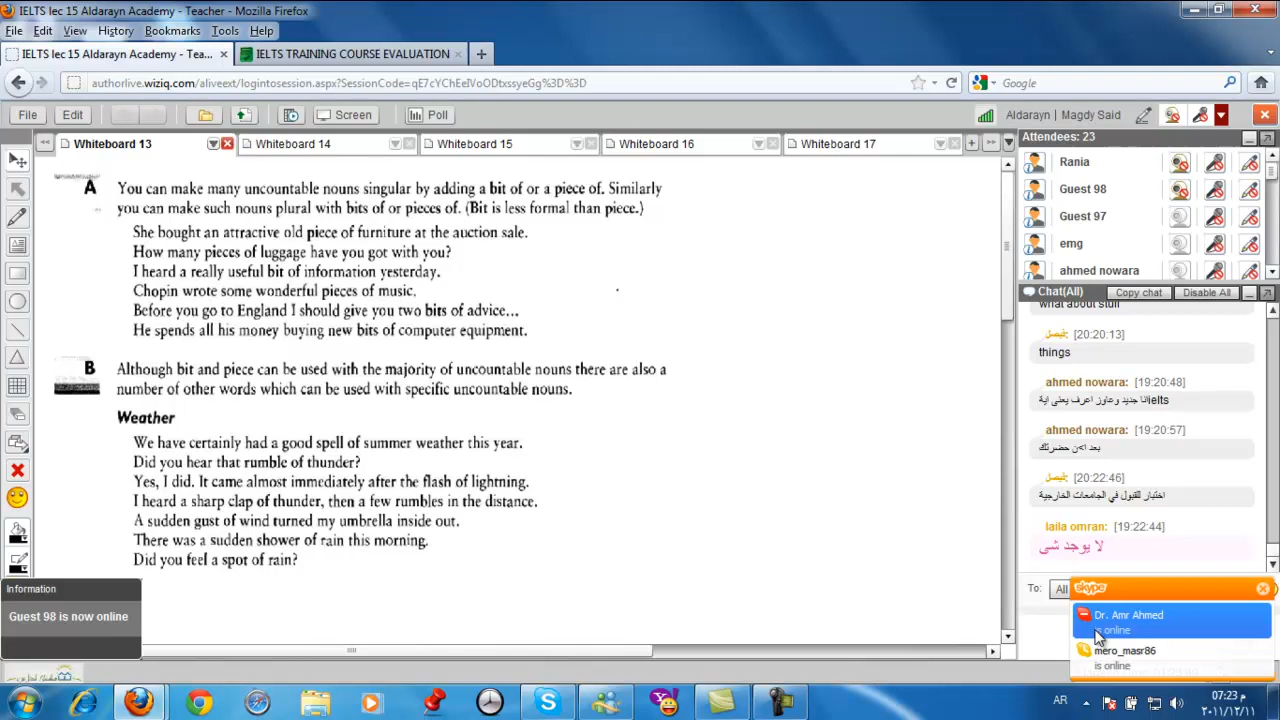 IELTS lec 15 Aldarayn Academy - Teacher - Mozilla Firefox
File Edit View History Bookmarks Tools Help
IELTS lec 15 Aldarayn Academy - Tea...
IELTS TRAINING COURSE EVALUATION
authorlive.wiziq.com/aliveext/logintosession.aspx?SessionCode=qE7cYChEelVoODtxssyeGg%3D%3D
Google
File Edit Screen Poll
Aldarayn | Magdy Said
Whiteboard 13 Whiteboard 14 Whiteboard 15 Whiteboard 16 Whiteboard 17
A You can make many uncountable nouns singular by adding a bit of or a piece of. Similarly
you can make such nouns plural with bits of or pieces of. (Bit is less formal than piece.)
She bought an attractive old piece of furniture at the auction sale.
How many pieces of luggage have you got with you?
I heard a really useful bit of information yesterday.
Chopin wrote some wonderful pieces of music.
Before you go to England I should give you two bits of advice...
He spends all his money buying new bits of computer equipment.
B Although bit and piece can be used with the majority of uncountable nouns there are also a
number of other words which can be used with specific uncountable nouns.
Weather
We have certainly had a good spell of summer weather this year.
Did you hear that rumble of thunder?
Yes, I did. It came almost immediately after the flash of lightning.
I heard a sharp clap of thunder, then a few rumbles in the distance.
A sudden gust of wind turned my umbrella inside out.
There was a sudden shower of rain this morning.
Did you feel a spot of rain?
Attendees: 23
Rania
Guest 98
Guest 97
emg
ahmed nowara
Chat(All) Copy chat Disable All
what about stuff
فيصل: [20:20:13]
things
ahmed nowara: [19:20:48]
انا جديد وعاوز اعرف يعنى اية ielts
ahmed nowara: [19:20:57]
بعد حضرتك
فيصل: [20:22:46]
اختبار للقبول في الجامعات الخارجية
laila omran: [19:22:44]
لا يوجد شى
To: All
skype
Dr. Amr Ahmed
is online
mero_masr86
is online
Information
Guest 98 is now online
AR
07:23 م
٢٠١١/١٢/١١